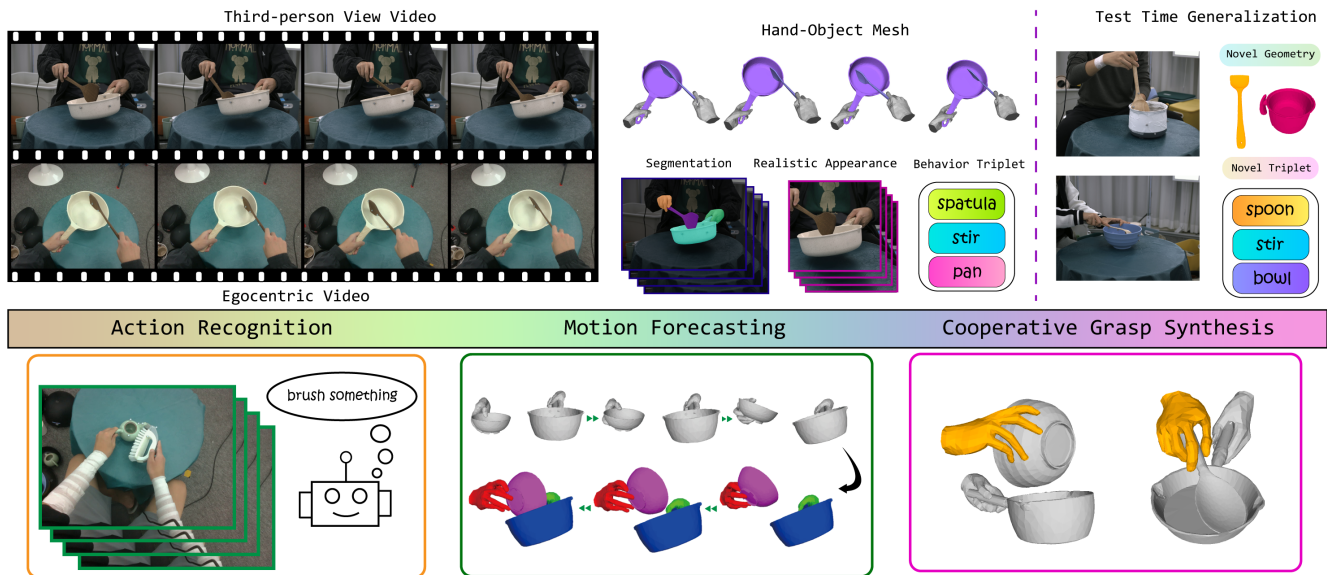 Third-person View Video
Egocentric Video
Hand-Object Mesh
Segmentation
Realistic Appearance
Behavior Triplet
spatula
stir
pan
Test Time Generalization
Novel Geometry
Novel Triplet
spoon
stir
bowl
Action Recognition
Motion Forecasting
Cooperative Grasp Synthesis
brush something